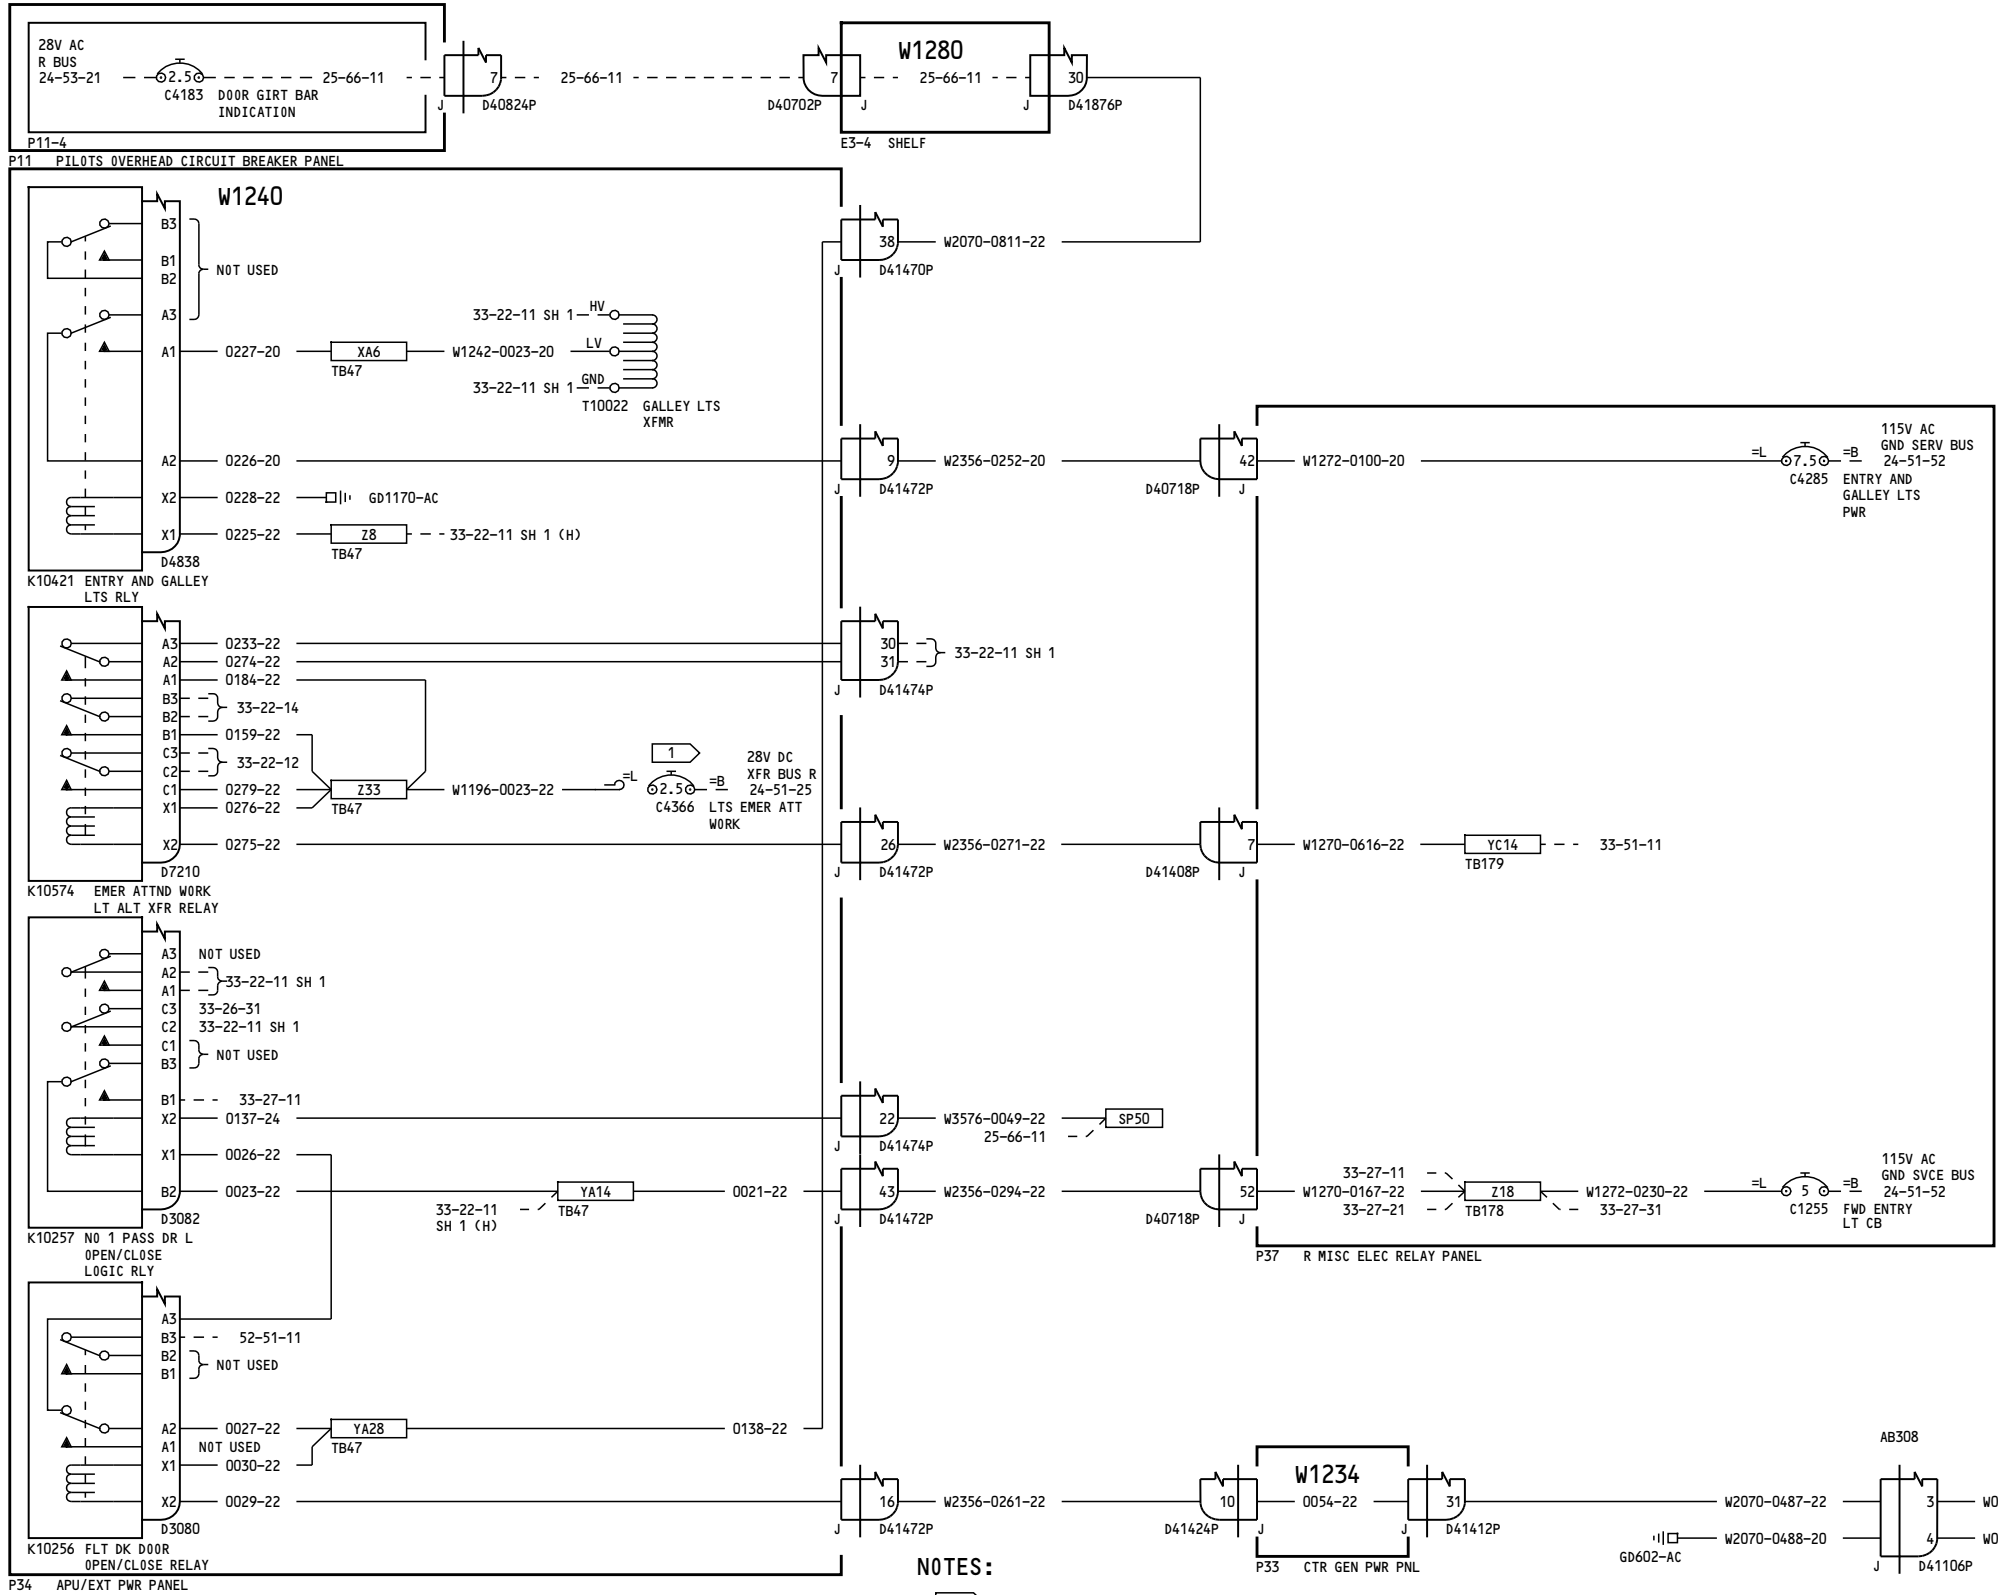 28V AC
R BUS
24-53-21
2.5
C4183 DOOR GIRT BAR
INDICATION
25-66-11
7
J D40824P
25-66-11
7
D40702P J
W1280
25-66-11
30
J D41876P
P11-4
P11 PILOTS OVERHEAD CIRCUIT BREAKER PANEL
E3-4 SHELF
W1240
B3
B1
B2
NOT USED
A3
A1 0227-20 XA6 W1242-0023-20
TB47
33-22-11 SH 1 HV
LV
33-22-11 SH 1 GND
T10022 GALLEY LTS
XFMR
38 W2070-0811-22
J D41470P
A2 0226-20 9 W2356-0252-20 42 W1272-0100-20
J D41472P
D40718P J
=L 7.5 =B
C4285
115V AC
GND SERV BUS
24-51-52
ENTRY AND
GALLEY LTS
PWR
X2 0228-22 GD1170-AC
X1 0225-22 Z8 33-22-11 SH 1 (H)
TB47
D4838
K10421 ENTRY AND GALLEY
LTS RLY
A3 0233-22 30
A2 0274-22 31
33-22-11 SH 1
J D41474P
A1 0184-22
B3
B2
33-22-14
B1 0159-22
C3
C2
33-22-12
C1 0279-22 Z33 W1196-0023-22
X1 0276-22 TB47
1
=L 2.5 =B
C4366
28V DC
XFR BUS R
24-51-25
LTS EMER ATT
WORK
X2 0275-22 26 W2356-0271-22 7 W1270-0616-22 YC14 33-51-11
TB179
J D41472P
D41408P J
D7210
K10574 EMER ATTND WORK
LT ALT XFR RELAY
A3 NOT USED
A2
A1
33-22-11 SH 1
C3 33-26-31
C2 33-22-11 SH 1
C1
B3
NOT USED
B1 33-27-11
X2 0137-24 22 W3576-0049-22 SP50
25-66-11
J D41474P
X1 0026-22
B2 0023-22 YA14 0021-22 43 W2356-0294-22 52 W1270-0167-22 Z18 W1272-0230-22
33-22-11
SH 1 (H)
TB47
J D41472P
D40718P J
33-27-11
33-27-21
TB178
33-27-31
=L 5 =B
C1255
115V AC
GND SVCE BUS
24-51-52
FWD ENTRY
LT CB
D3082
K10257 NO 1 PASS DR L
OPEN/CLOSE
LOGIC RLY
P37 R MISC ELEC RELAY PANEL
A3
B3 52-51-11
B2
B1
NOT USED
A2 0027-22 YA28 0138-22
A1 NOT USED TB47
X1 0030-22
X2 0029-22 16 W2356-0261-22 10 0054-22 31 W2070-0487-22 3 W0
J D41472P
D41424P J
W1234
J D41412P
AB308
GD602-AC W2070-0488-20 4 W0
J D41106P
D3080
K10256 FLT DK DOOR
OPEN/CLOSE RELAY
P33 CTR GEN PWR PNL
P34 APU/EXT PWR PANEL
NOTES: